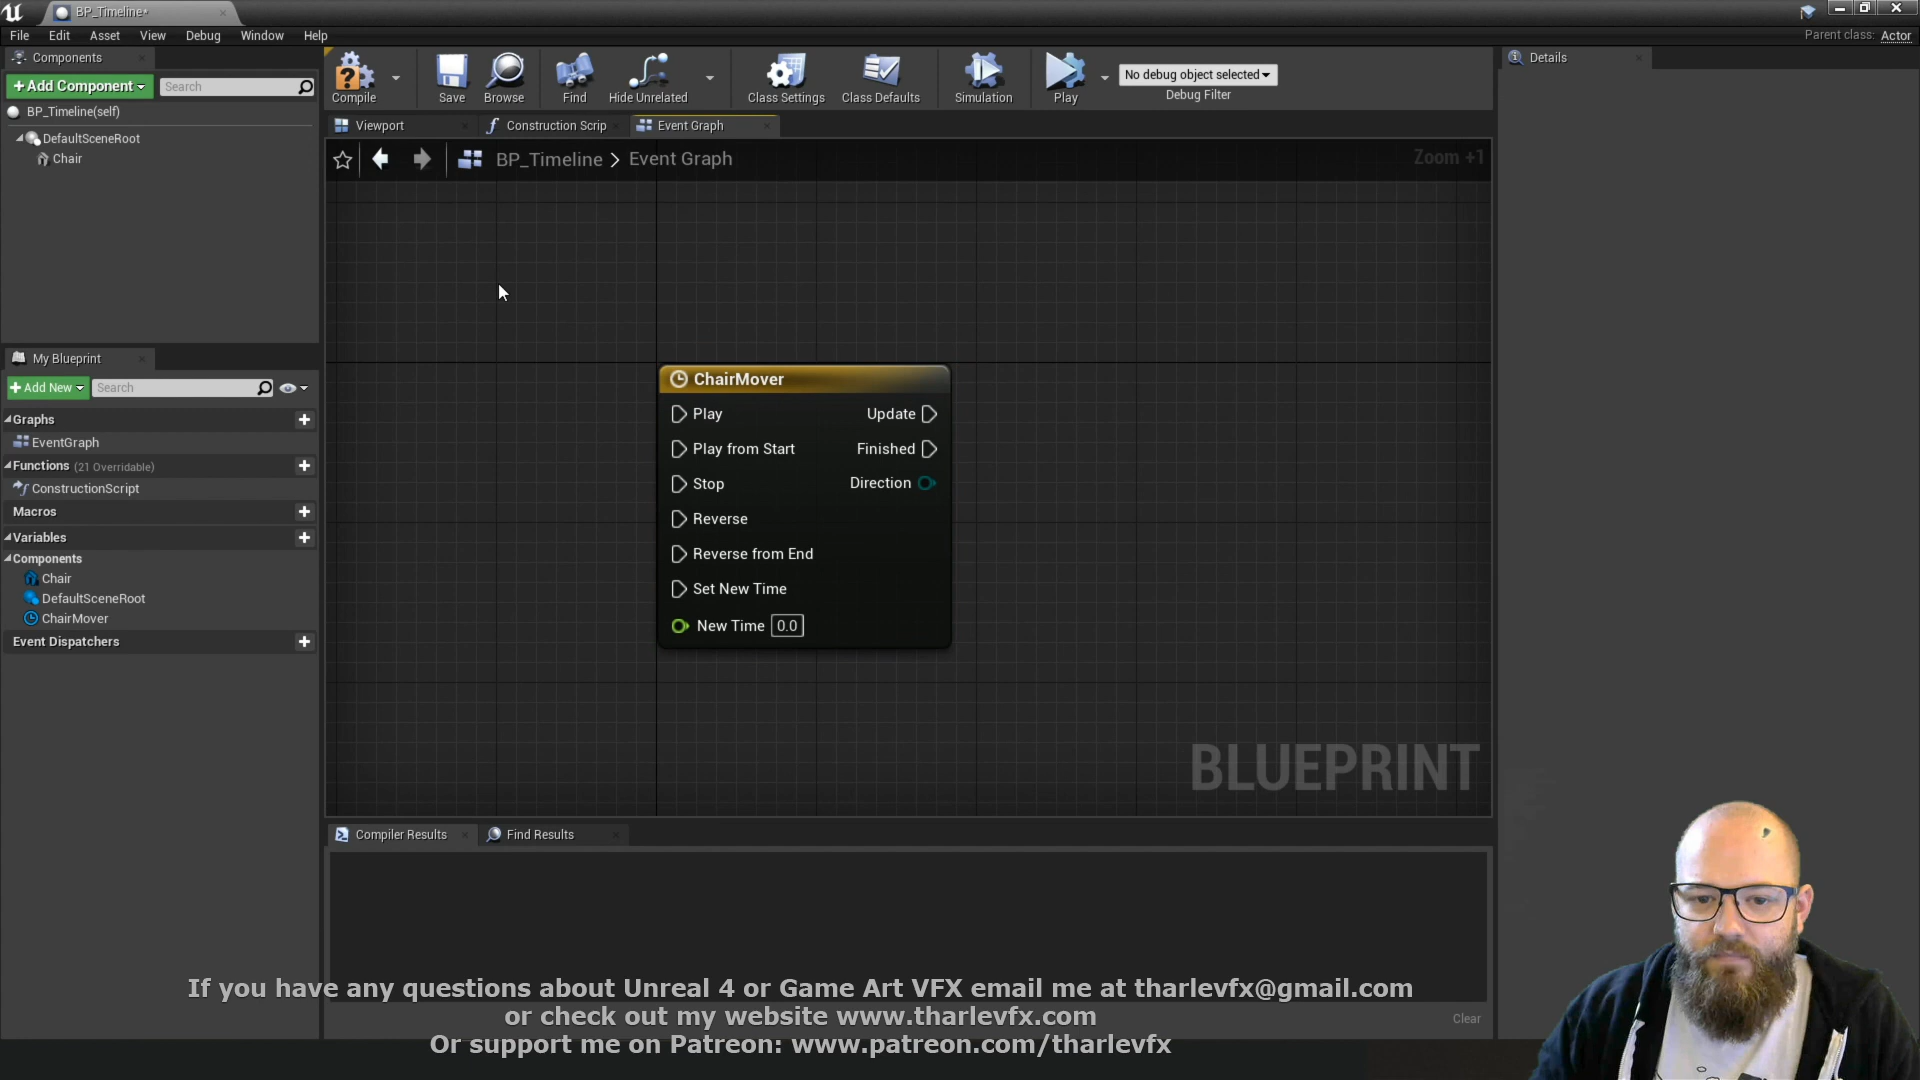 BP_Timeline*
File Edit Asset View Debug Window Help
Parent class: Actor
Components
+Add Component
Search
BP_Timeline(self)
DefaultSceneRoot
Chair
Compile
Save
Browse
Find
Hide Unrelated
Class Settings
Class Defaults
Simulation
Play
No debug object selected
Debug Filter
Details
Viewport
Construction Scrip
Event Graph
BP_Timeline > Event Graph
Zoom +1
ChairMover
Play
Update
Play from Start
Finished
Stop
Direction
Reverse
Reverse from End
Set New Time
New Time 0.0
BLUEPRINT
My Blueprint
+Add New
Search
Graphs
EventGraph
Functions (21 Overridable)
ConstructionScript
Macros
Variables
Components
Chair
DefaultSceneRoot
ChairMover
Event Dispatchers
Compiler Results
Find Results
Clear
If you have any questions about Unreal 4 or Game Art VFX email me at tharlevfx@gmail.com
or check out my website www.tharlevfx.com
Or support me on Patreon: www.patreon.com/tharlevfx